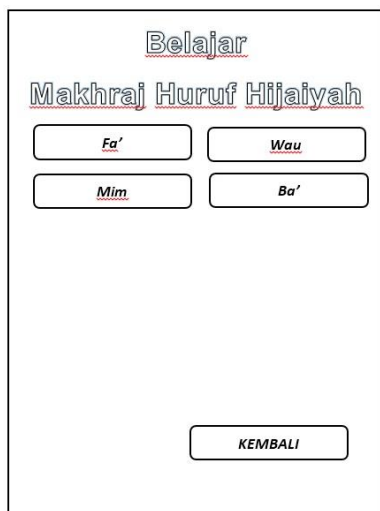 Belajar
Makhraj Huruf Hijaiyah
Fa’ Wau
Mim Ba’
KEMBALI